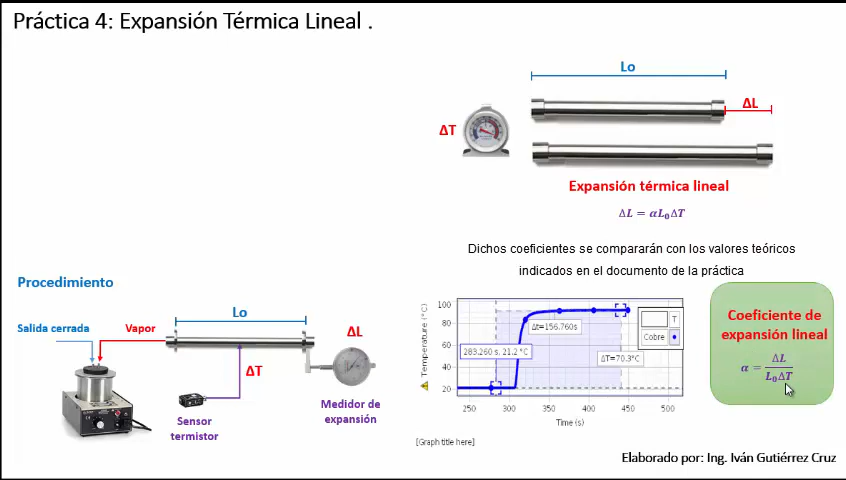 Práctica 4: Expansión Térmica Lineal .
Lo
ΔL
ΔT
Expansión térmica lineal
ΔL = αL₀ΔT
Dichos coeficientes se compararán con los valores teóricos
indicados en el documento de la práctica
Procedimiento
Lo
Salida cerrada
Vapor
ΔL
ΔT
Sensor
termistor
Medidor de
expansión
Temperature (°C)
100
80
60
40
20
283.260 s, 21.2 °C
Δt=156.760s
ΔT=70.3°C
T
Cobre
250 300 350 400 450 500
Time (s)
[Graph title here]
Coeficiente de
expansión lineal
α = ΔL
L₀ΔT
Elaborado por: Ing. Iván Gutiérrez Cruz